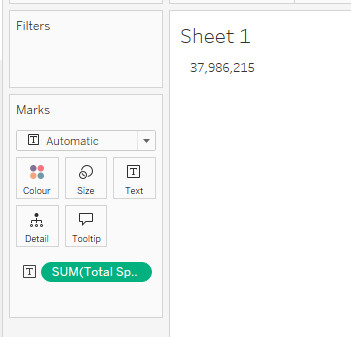 Filters
Sheet 1
37,986,215
Marks
T Automatic
Colour
Size
T
Text
Detail
Tooltip
T SUM(Total Sp..